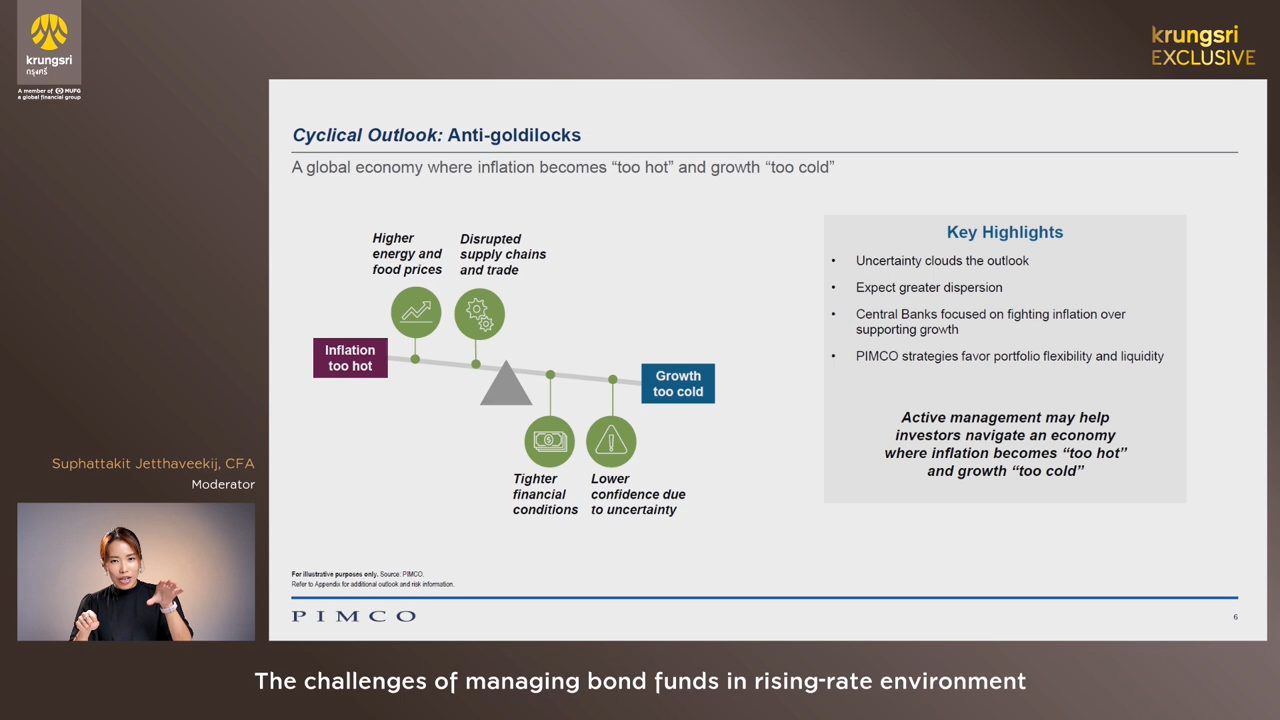 krungsri
กรุงศรี
A member of MUFG
a global financial group
krungsri
EXCLUSIVE
Cyclical Outlook: Anti-goldilocks
A global economy where inflation becomes “too hot” and growth “too cold”
Higher
energy and
food prices
Disrupted
supply chains
and trade
Inflation
too hot
Growth
too cold
Tighter
financial
conditions
Lower
confidence due
to uncertainty
Key Highlights
• Uncertainty clouds the outlook
• Expect greater dispersion
• Central Banks focused on fighting inflation over
supporting growth
• PIMCO strategies favor portfolio flexibility and liquidity
Active management may help
investors navigate an economy
where inflation becomes “too hot”
and growth “too cold”
Suphattakit Jetthaveekij, CFA
Moderator
For illustrative purposes only. Source: PIMCO.
Refer to Appendix for additional outlook and risk information.
PIMCO
6
The challenges of managing bond funds in rising-rate environment